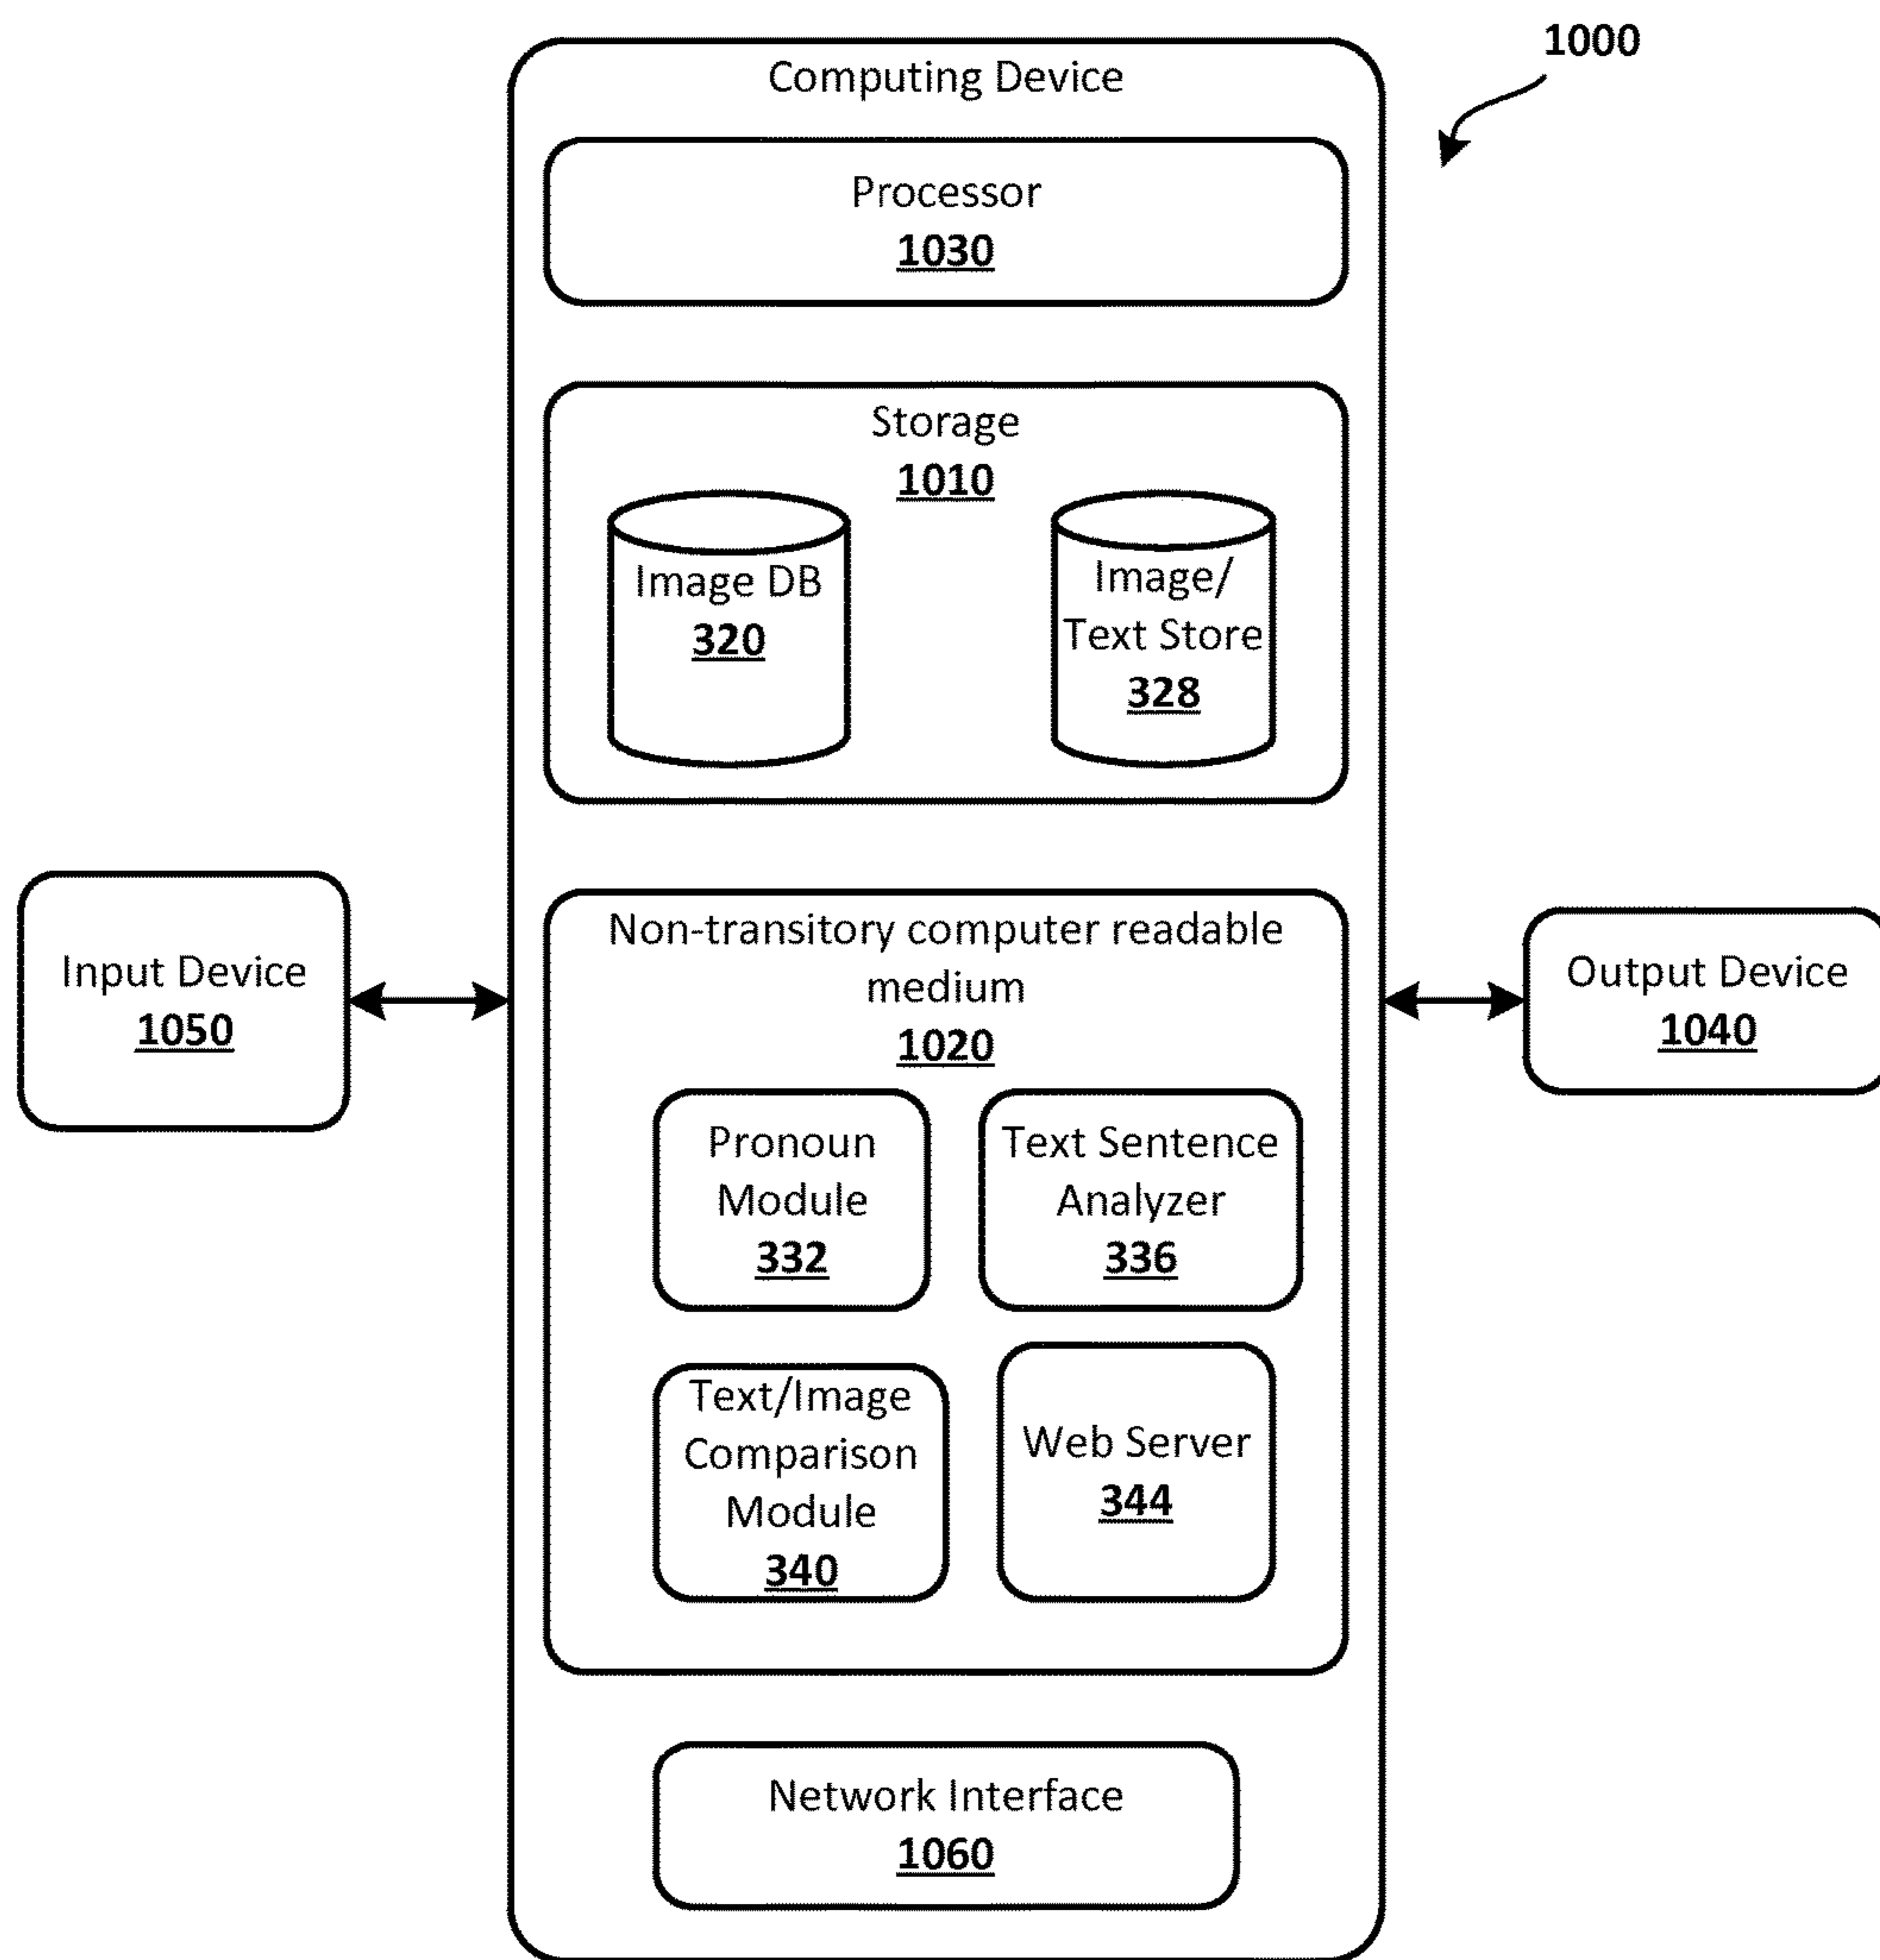 1000
Computing Device
Processor
1030
Storage
1010
Image DB
320
Image/
Text Store
328
Input Device
1050
Non-transitory computer readable
medium
1020
Output Device
1040
Pronoun
Module
332
Text Sentence
Analyzer
336
Text/Image
Comparison
Module
340
Web Server
344
Network Interface
1060